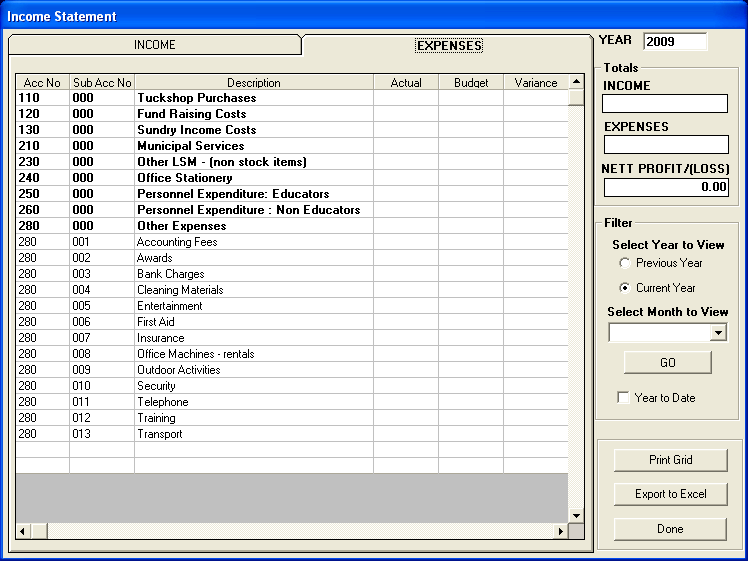 Income Statement
INCOME
EXPENSES
Acc No Sub Acc No Description Actual Budget Variance
110 000 Tuckshop Purchases
120 000 Fund Raising Costs
130 000 Sundry Income Costs
210 000 Municipal Services
230 000 Other LSM - (non stock items)
240 000 Office Stationery
250 000 Personnel Expenditure: Educators
260 000 Personnel Expenditure : Non Educators
280 000 Other Expenses
280 001 Accounting Fees
280 002 Awards
280 003 Bank Charges
280 004 Cleaning Materials
280 005 Entertainment
280 006 First Aid
280 007 Insurance
280 008 Office Machines - rentals
280 009 Outdoor Activities
280 010 Security
280 011 Telephone
280 012 Training
280 013 Transport
YEAR 2009
Totals
INCOME
EXPENSES
NETT PROFIT/(LOSS)
0.00
Filter
Select Year to View
Previous Year
Current Year
Select Month to View
GO
Year to Date
Print Grid
Export to Excel
Done